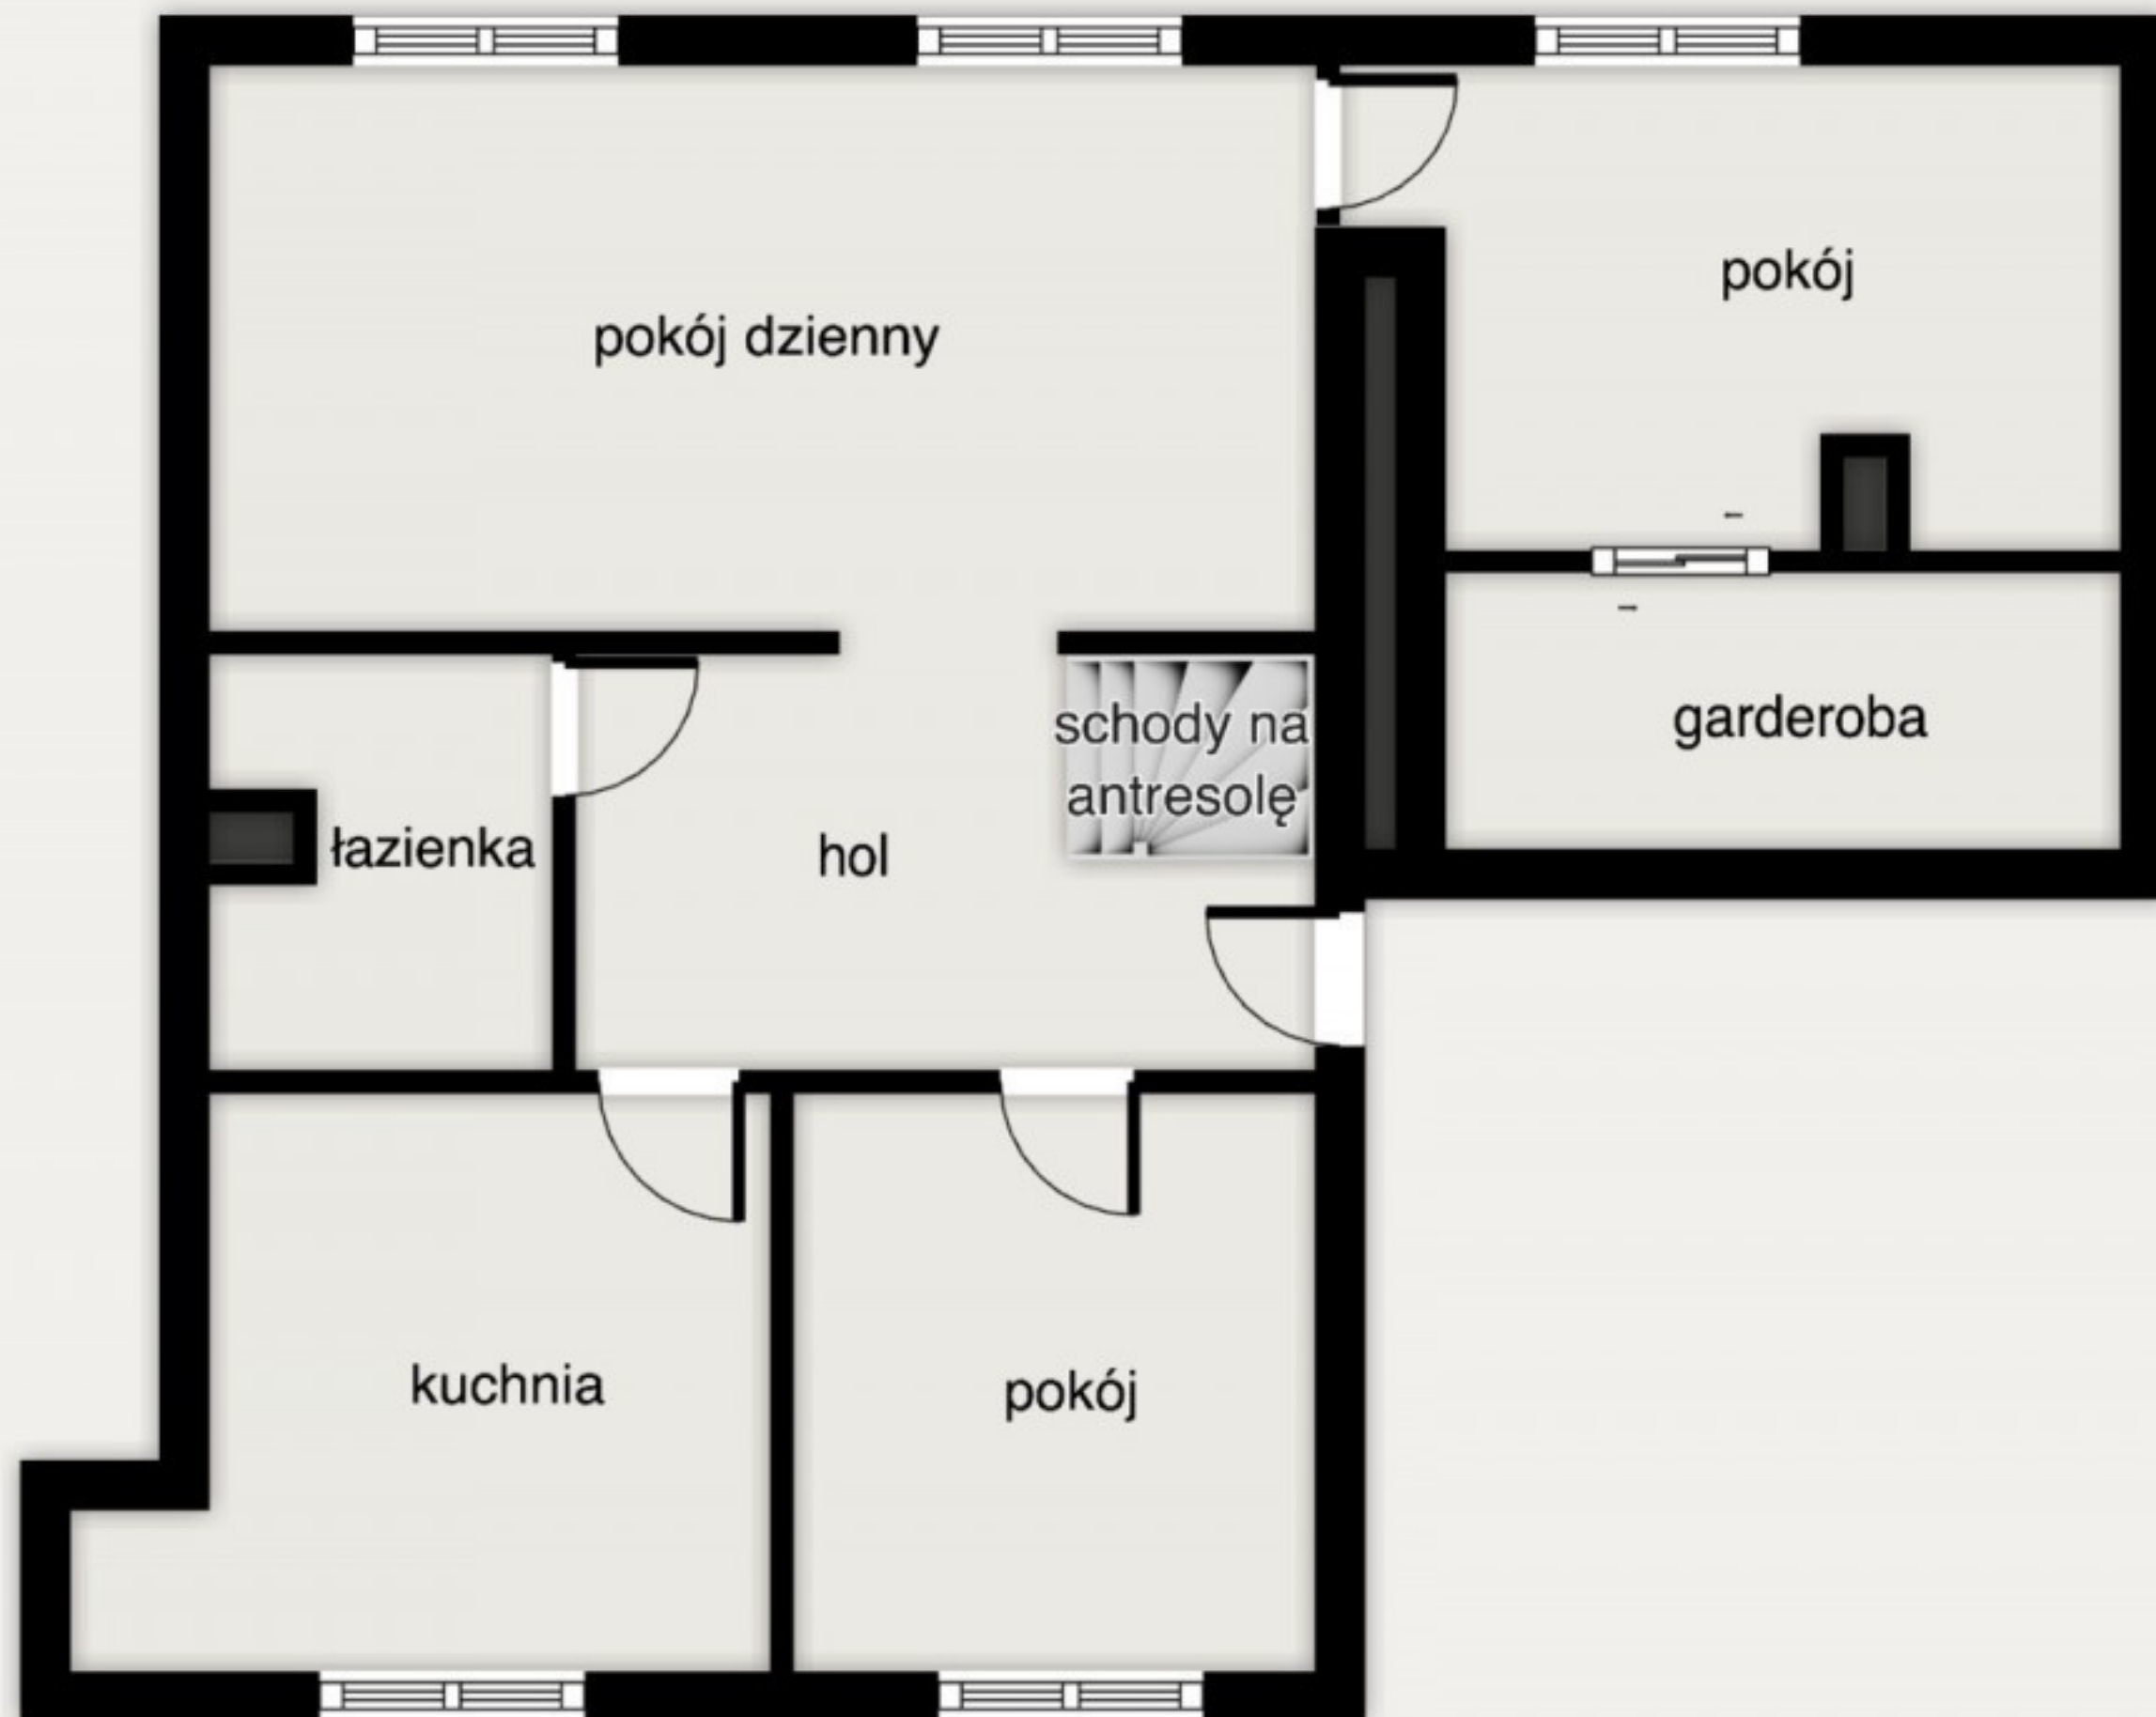 pokój
pokój dzienny
garderoba
schody na
antresolę
łazienka
hol
kuchnia
pokój